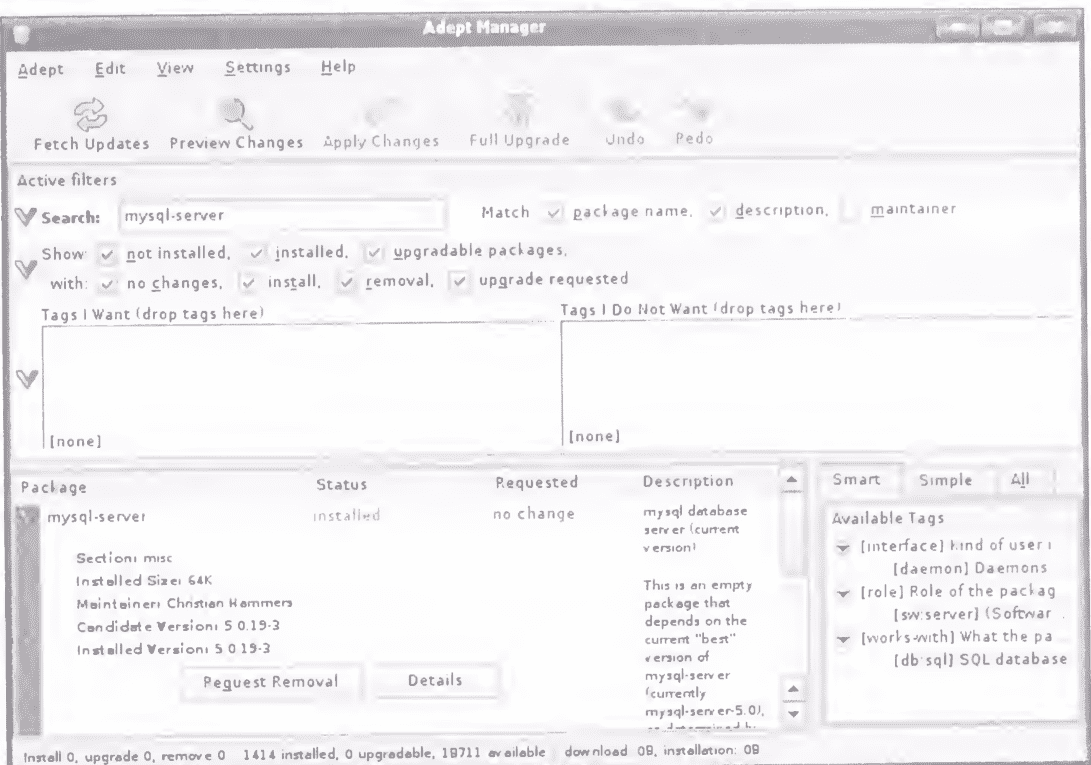 Adept Manager
Adept Edit View Settings Help
Fetch Updates Preview Changes Apply Changes Full Upgrade Undo Redo
Active filters
Search: mysql-server Match package name, description, maintainer
Show: not installed, installed, upgradable packages,
with: no changes, install, removal, upgrade requested
Tags I Want (drop tags here) Tags I Do Not Want (drop tags here)
[none] [none]
Package Status Requested Description
mysql-server installed no change mysql database
server (current
version)
Section: misc
Installed Size: 64K
Maintainer: Christian Hammers
Candidate Version: 5.0.19-3
Installed Version: 5.0.19-3
Request Removal Details
This is an empty
package that
depends on the
current "best"
version of
mysql-server
(currently
mysql-server-5.0),
as determined by
Smart Simple All
Available Tags
[interface] Kind of user i
[daemon] Daemons
[role] Role of the packag
[sw:server] (Softwar
[works-with] What the pa
[db:sql] SQL database
Install 0, upgrade 0, remove 0 1414 installed, 0 upgradable, 18711 available download 0B, installation: 0B